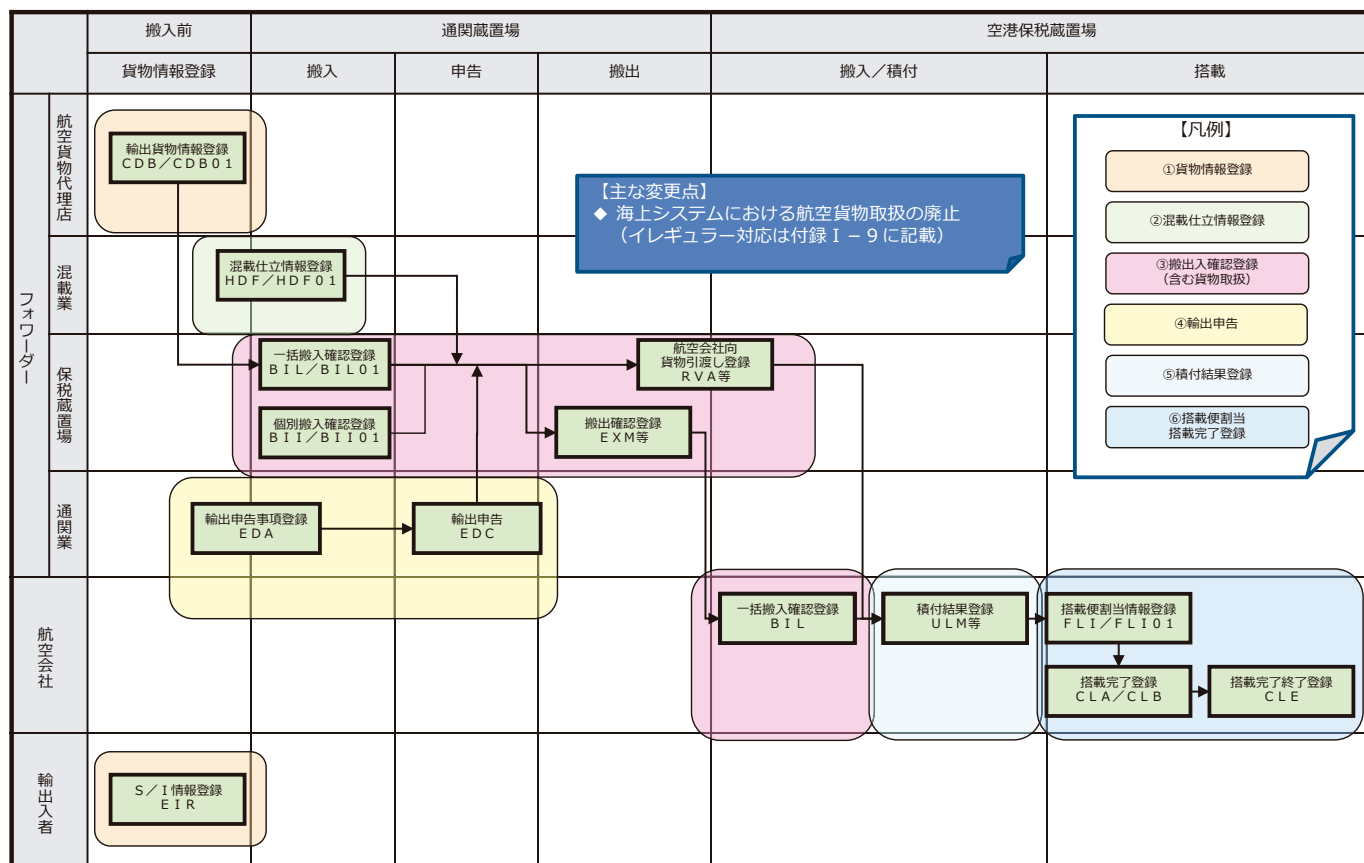 搬入前
通関蔵置場
空港保税蔵置場
貨物情報登録
搬入
申告
搬出
搬入／積付
搭載
フォワーダー
航空貨物代理店
輸出貨物情報登録
ＣＤＢ／ＣＤＢ０１
【主な変更点】
◆ 海上システムにおける航空貨物取扱の廃止
（イレギュラー対応は付録Ⅰ－９に記載）
【凡例】
①貨物情報登録
②混載仕立情報登録
③搬出入確認登録
（含む貨物取扱）
④輸出申告
⑤積付結果登録
⑥搭載便割当
搭載完了登録
混載業
混載仕立情報登録
ＨＤＦ／ＨＤＦ０１
保税蔵置場
一括搬入確認登録
ＢＩＬ／ＢＩＬ０１
航空会社向
貨物引渡し登録
ＲＶＡ等
個別搬入確認登録
ＢＩＩ／ＢＩＩ０１
搬出確認登録
ＥＸＭ等
通関業
輸出申告事項登録
ＥＤＡ
輸出申告
ＥＤＣ
航空会社
一括搬入確認登録
ＢＩＬ
積付結果登録
ＵＬＭ等
搭載便割当情報登録
ＦＬＩ／ＦＬＩ０１
搭載完了登録
ＣＬＡ／ＣＬＢ
搭載完了終了登録
ＣＬＥ
輸出入者
Ｓ／Ｉ情報登録
ＥＩＲ